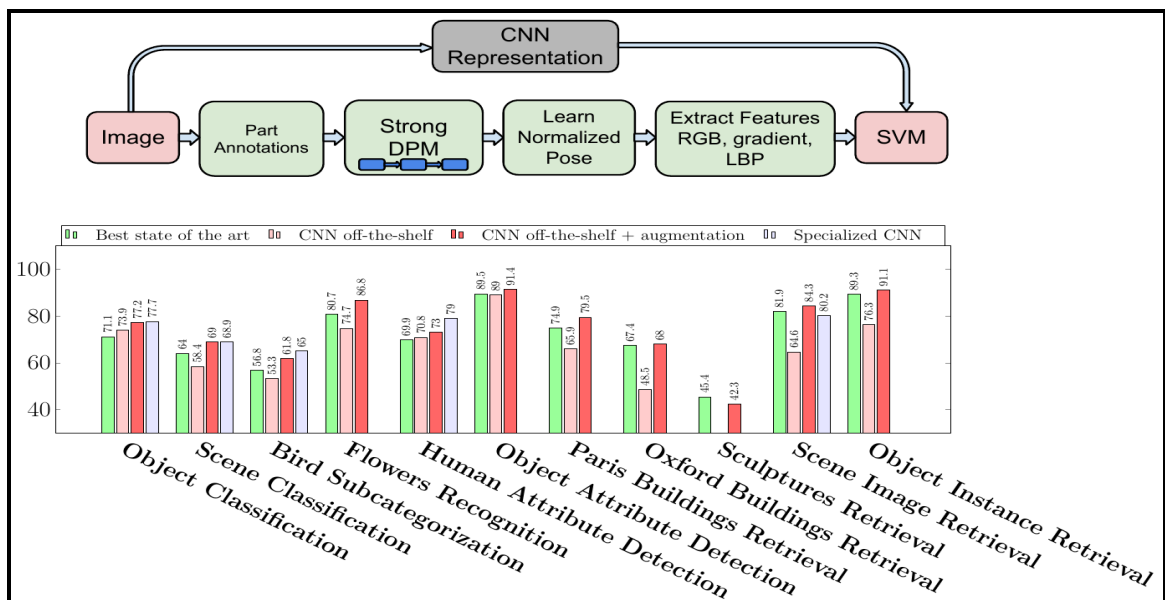 CNN
Representation
Image
Part
Annotations
Strong
DPM
Learn
Normalized
Pose
Extract Features
RGB, gradient,
LBP
SVM
Best state of the art CNN off-the-shelf CNN off-the-shelf + augmentation Specialized CNN
100
80
60
40
71.1 73.9 77.2 77.7
64 58.4 69 68.9
56.8 53.3 61.8 65
80.7 74.7 86.8
69.9 70.8 73 79
89.5 89 91.4
74.9 65.9 79.5
67.4 48.5 68
45.4 42.3
81.9 64.6 84.3 80.2
89.3 76.3 91.1
Object Classification
Scene Classification
Bird Subcategorization
Flowers Recognition
Human Attribute Detection
Object Attribute Detection
Paris Buildings Retrieval
Oxford Buildings Retrieval
Sculptures Retrieval
Scene Image Retrieval
Object Instance Retrieval